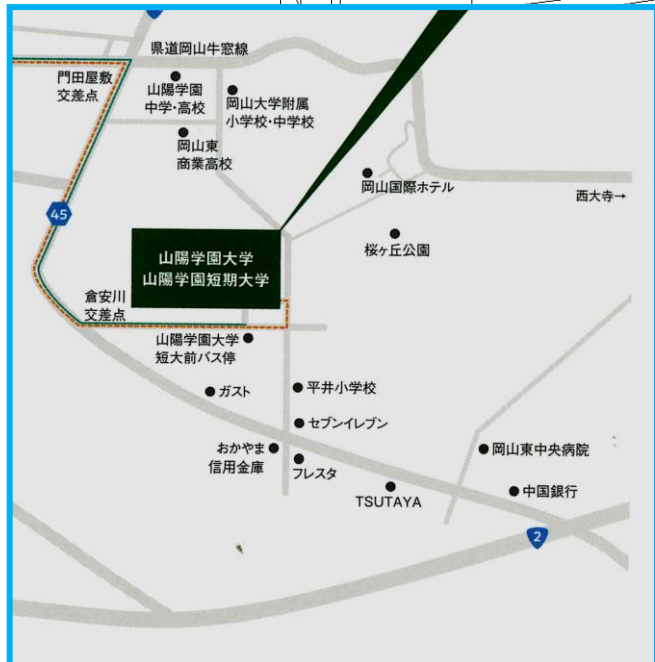 県道岡山牛窓線
門田屋敷
交差点
山陽学園
中学・高校
岡山大学附属
小学校・中学校
岡山東
商業高校
岡山国際ホテル
西大寺→
45
桜ヶ丘公園
山陽学園大学
山陽学園短期大学
倉安川
交差点
山陽学園大学
短大前バス停
ガスト
平井小学校
セブンイレブン
おかやま
信用金庫
フレスタ
岡山東中央病院
TSUTAYA
中国銀行
2